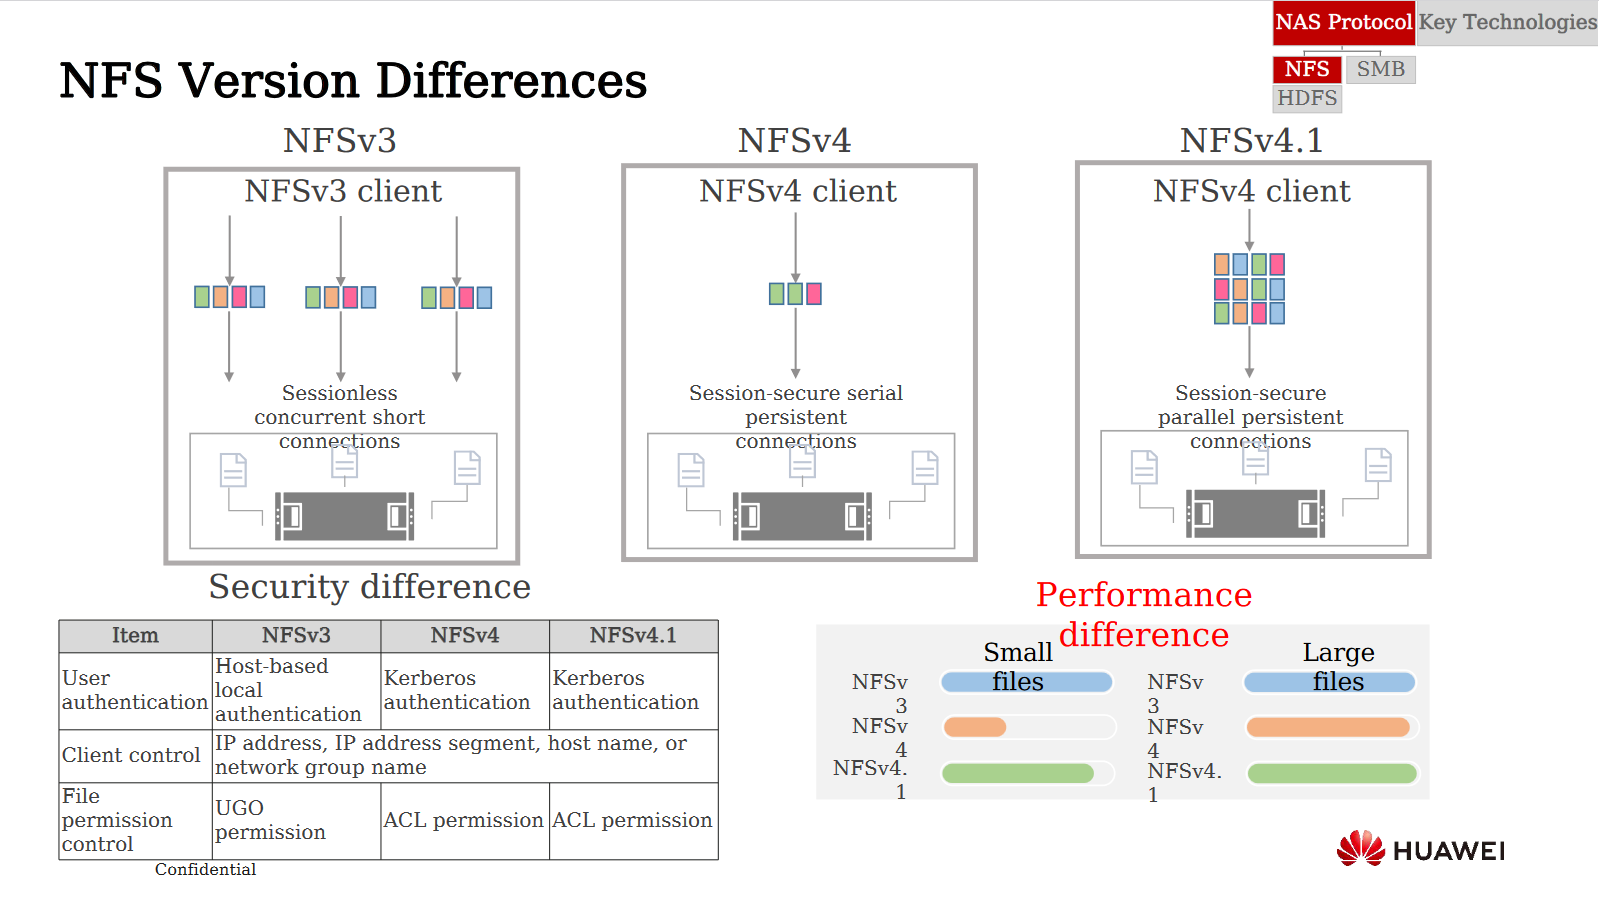 NAS Protocol Key Technologies
NFS SMB
HDFS
NFS Version Differences
NFSv3
NFSv3 client
Sessionless
concurrent short
connections
NFSv4
NFSv4 client
Session-secure serial
persistent
connections
NFSv4.1
NFSv4 client
Session-secure
parallel persistent
connections
Security difference
Item NFSv3 NFSv4 NFSv4.1
User
authentication
Host-based
local
authentication
Kerberos
authentication
Kerberos
authentication
Client control
IP address, IP address segment, host name, or
network group name
File
permission
control
UGO
permission
ACL permission
ACL permission
Performance
difference
Small
files
NFSv
3
NFSv
4
NFSv4.
1
Large
files
NFSv
3
NFSv
4
NFSv4.
1
Confidential
HUAWEI